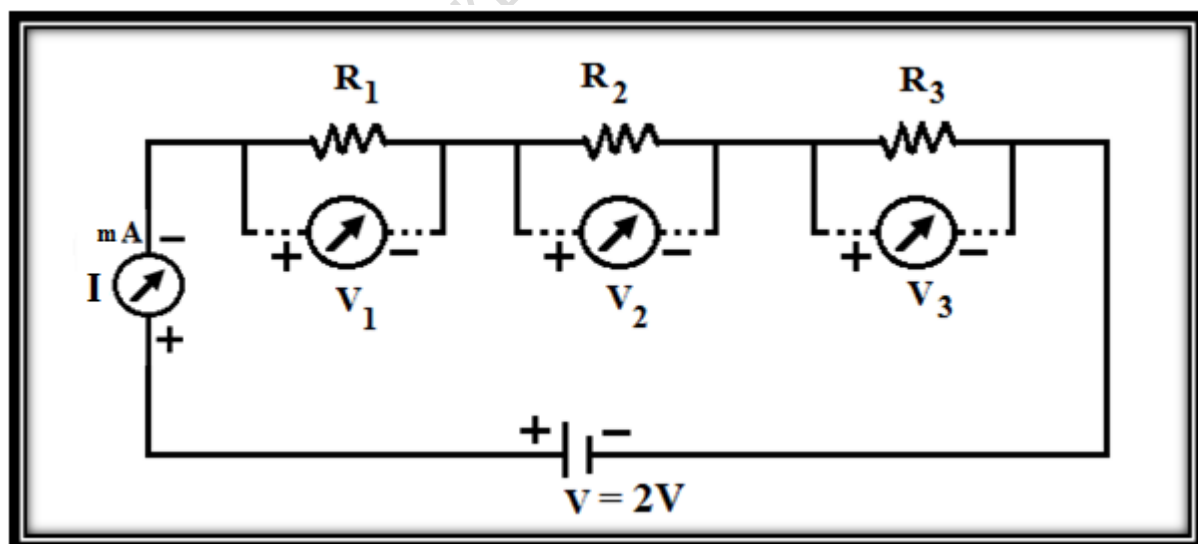 R1 R2 R3
mA −
I
+ − + − + −
V1 V2 V3
+
+ −
V = 2V